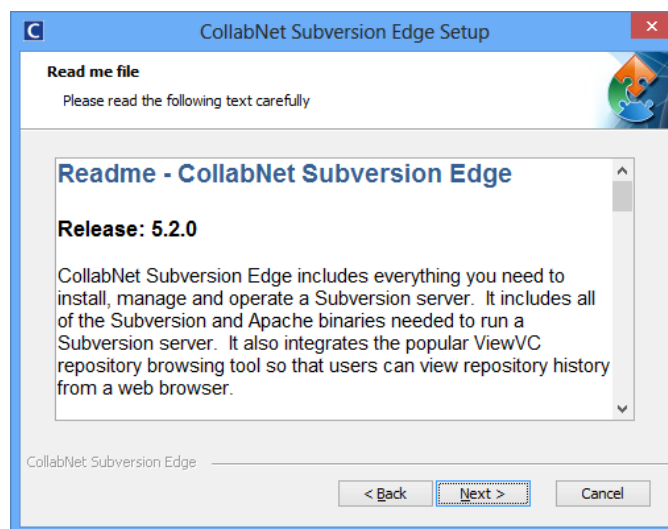 C
CollabNet Subversion Edge Setup
Read me file
Please read the following text carefully
Readme - CollabNet Subversion Edge
Release: 5.2.0
CollabNet Subversion Edge includes everything you need to
install, manage and operate a Subversion server.  It includes all
of the Subversion and Apache binaries needed to run a
Subversion server.  It also integrates the popular ViewVC
repository browsing tool so that users can view repository history
from a web browser.
CollabNet Subversion Edge
< Back
Next >
Cancel